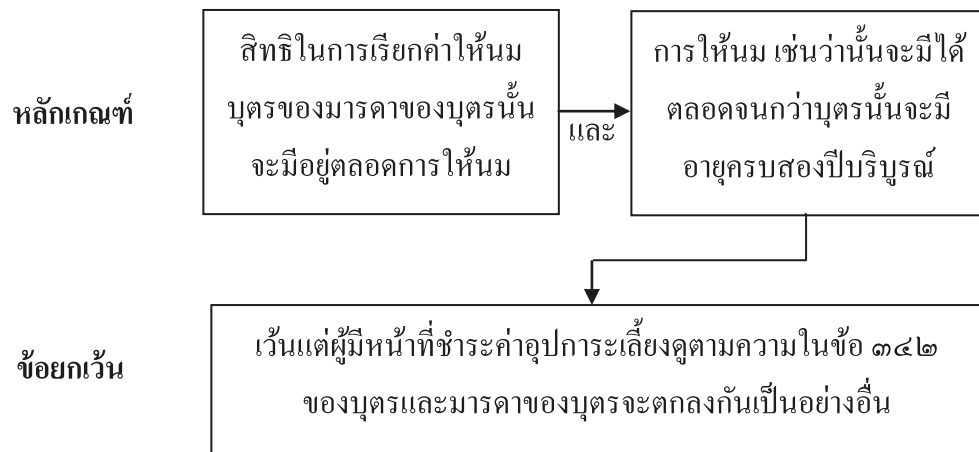 หลักเกณฑ์
สิทธิในการเรียกค่าให้นม
บุตรของมารดาของบุตรนั้น
จะมีอยู่ตลอดการให้นม
และ
การให้นม เช่นว่านั้นจะมีได้
ตลอดจนกว่าบุตรนั้นจะมี
อายุครบสองปีบริบูรณ์
ข้อยกเว้น
เว้นแต่ผู้มีหน้าที่ชำระค่าอุปการะเลี้ยงดูตามความในข้อ ๓๔๒
ของบุตรและมารดาของบุตรจะตกลงกันเป็นอย่างอื่น